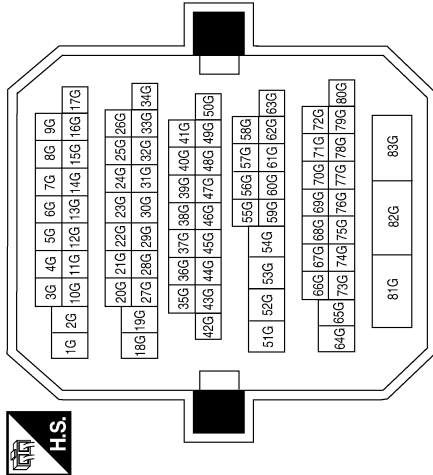 H.S.
3G 4G 5G 6G 7G 8G 9G
1G 2G 10G 11G 12G 13G 14G 15G 16G 17G
20G 21G 22G 23G 24G 25G 26G
18G 19G 27G 28G 29G 30G 31G 32G 33G 34G
35G 36G 37G 38G 39G 40G 41G
42G 43G 44G 45G 46G 47G 48G 49G 50G
55G 56G 57G 58G
51G 52G 53G 54G 59G 60G 61G 62G 63G
66G 67G 68G 69G 70G 71G 72G
64G 65G 73G 74G 75G 76G 77G 78G 79G 80G
81G 82G 83G